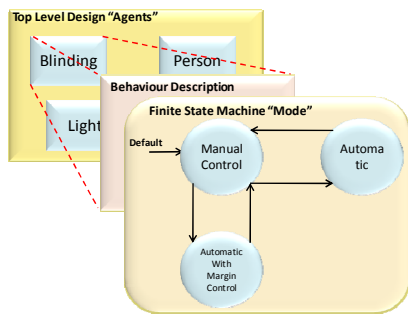 Top Level Design “Agents”
Blinding
Person
Light
Behaviour Description
Finite State Machine “Mode”
Default
Manual
Control
Automa
tic
Automatic
With
Margin
Control